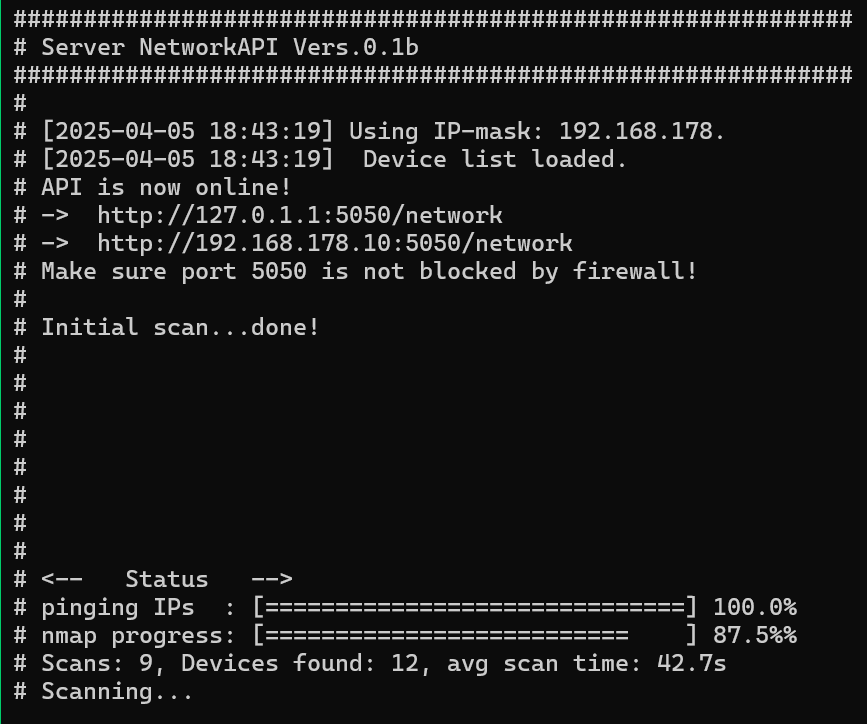 ############################################################
# Server NetworkAPI Vers.0.1b
############################################################
#
# [2025-04-05 18:43:19] Using IP-mask: 192.168.178.
# [2025-04-05 18:43:19]  Device list loaded.
# API is now online!
# ->  http://127.0.1.1:5050/network
# ->  http://192.168.178.10:5050/network
# Make sure port 5050 is not blocked by firewall!
#
# Initial scan...done!
#
#
#
#
#
#
#
#
# <--   Status   -->
# pinging IPs  : [==============================] 100.0%
# nmap progress: [==========================    ] 87.5%%
# Scans: 9, Devices found: 12, avg scan time: 42.7s
# Scanning...